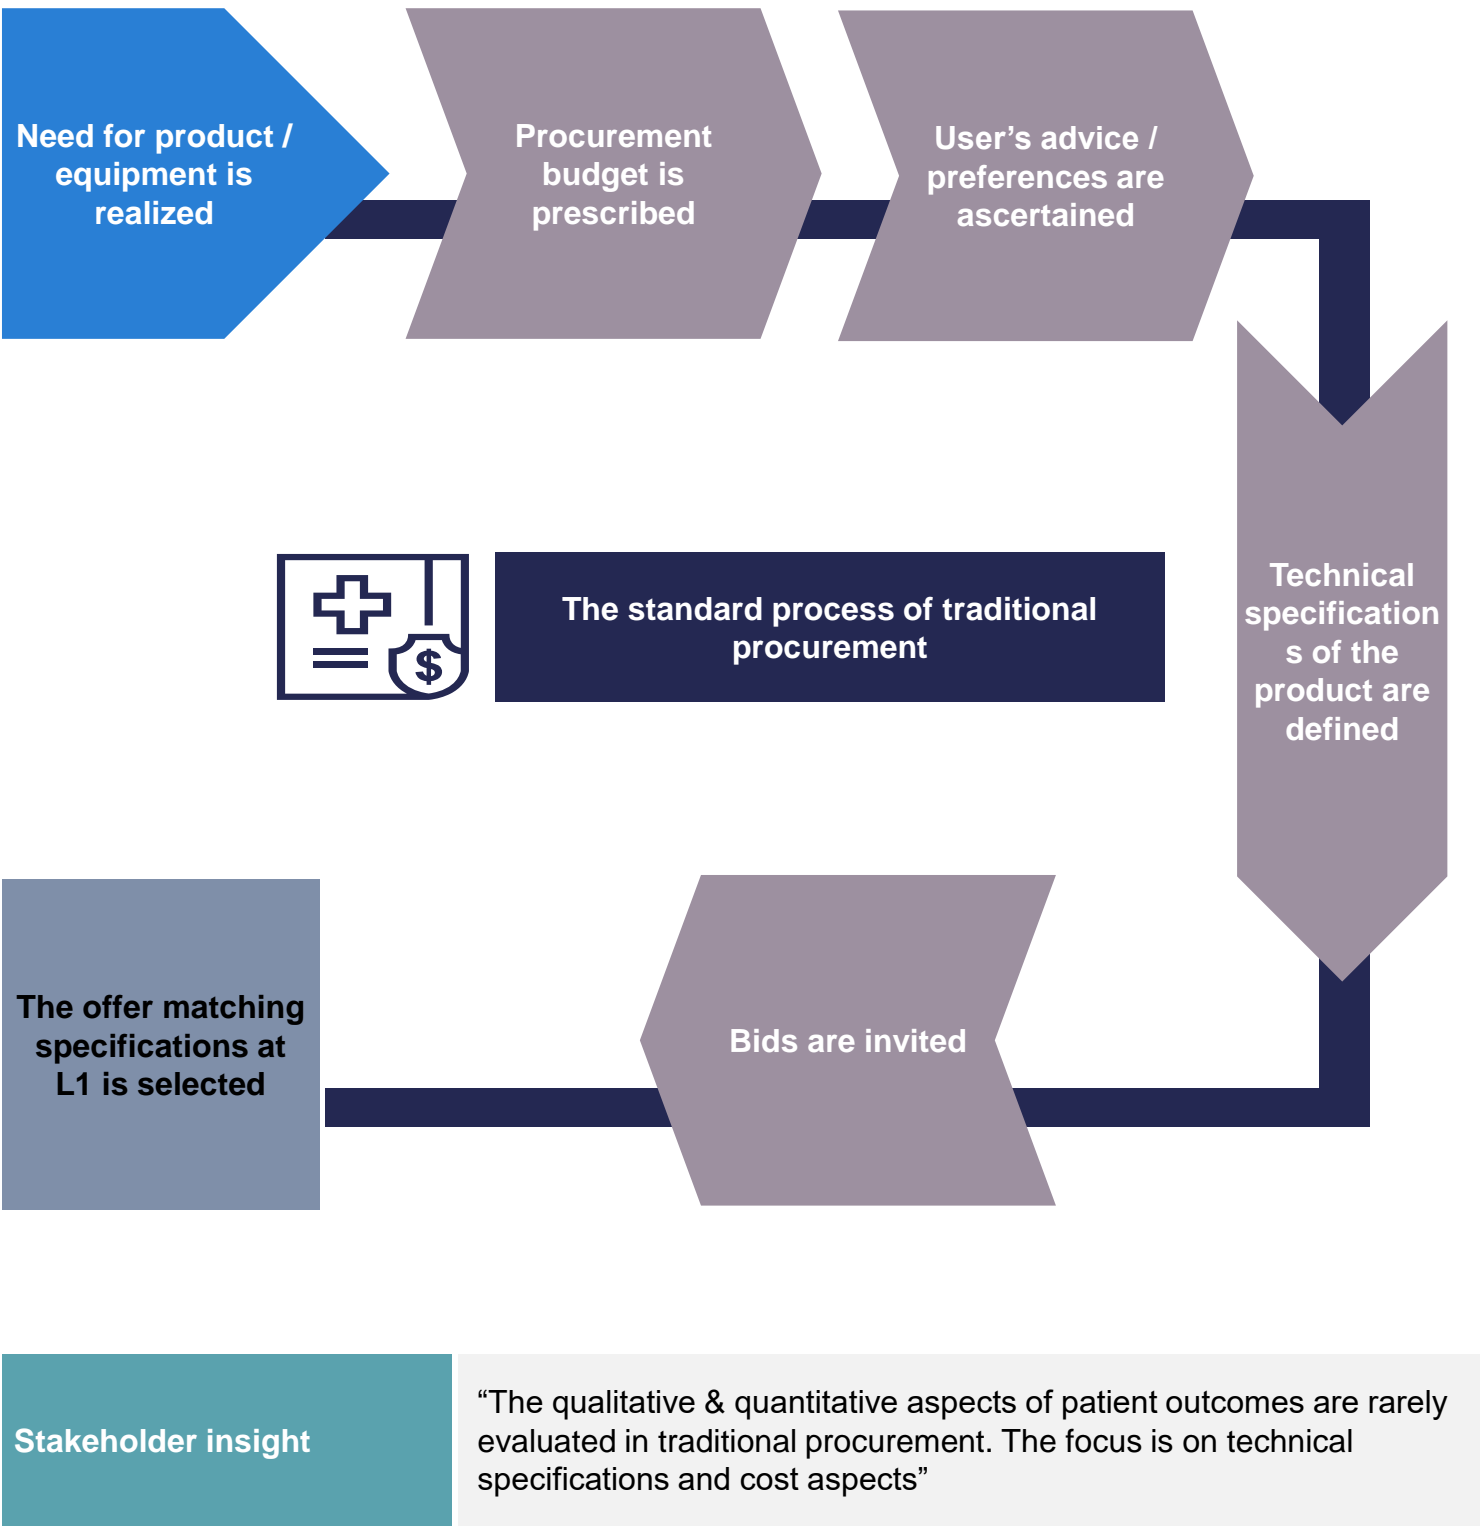 Need for product /
equipment is
realized
Procurement
budget is
prescribed
User’s advice /
preferences are
ascertained
Technical
specification
s of the
product are
defined
$
The standard process of traditional
procurement
Bids are invited
The offer matching
specifications at
L1 is selected
Stakeholder insight
“The qualitative & quantitative aspects of patient outcomes are rarely
evaluated in traditional procurement. The focus is on technical
specifications and cost aspects”